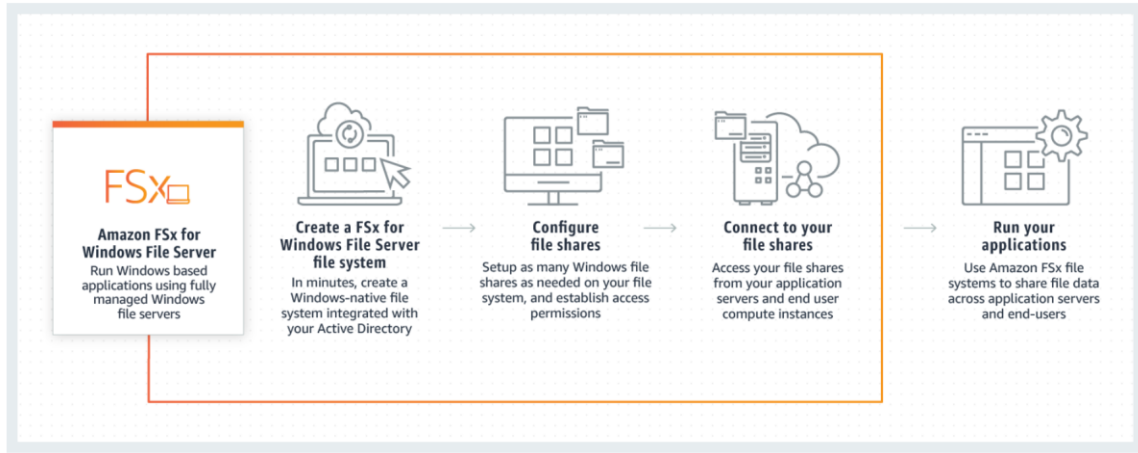 FSx
Amazon FSx for
Windows File Server
Run Windows based
applications using fully
managed Windows
file servers
Create a FSx for
Windows File Server
file system
In minutes, create a
Windows-native file
system integrated with
your Active Directory
Configure
file shares
Setup as many Windows file
shares as needed on your file
system, and establish access
permissions
Connect to your
file shares
Access your file shares
from your application
servers and end user
compute instances
Run your
applications
Use Amazon FSx file
systems to share file data
across application servers
and end-users